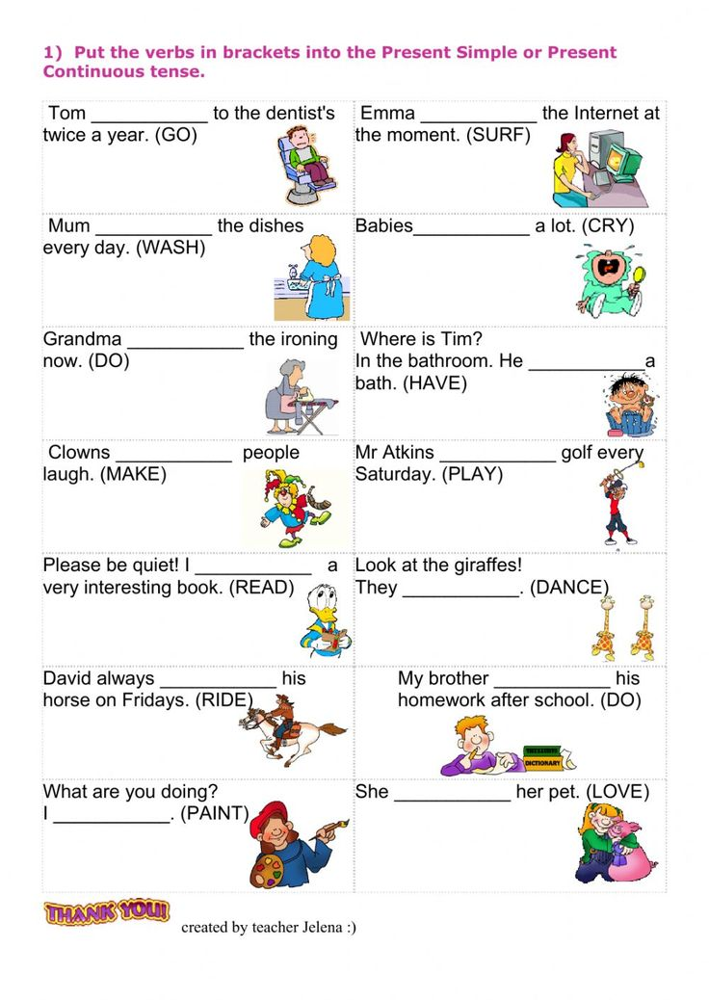 1) Put the verbs in brackets into the Present Simple or Present
Continuous tense.
Tom ___________ to the dentist's
twice a year. (GO)
Emma ___________ the Internet at
the moment. (SURF)
Mum ___________ the dishes
every day. (WASH)
Babies___________ a lot. (CRY)
Grandma ___________ the ironing
now. (DO)
Where is Tim?
In the bathroom. He ___________a
bath. (HAVE)
Clowns ___________ people
laugh. (MAKE)
Mr Atkins ___________ golf every
Saturday. (PLAY)
Please be quiet! I ___________ a
very interesting book. (READ)
Look at the giraffes!
They ___________. (DANCE)
David always ___________ his
horse on Fridays. (RIDE)
My brother ___________ his
homework after school. (DO)
THESAURUS
DICTIONARY
What are you doing?
I ___________. (PAINT)
She ___________ her pet. (LOVE)
THANK YOU!
created by teacher Jelena :)